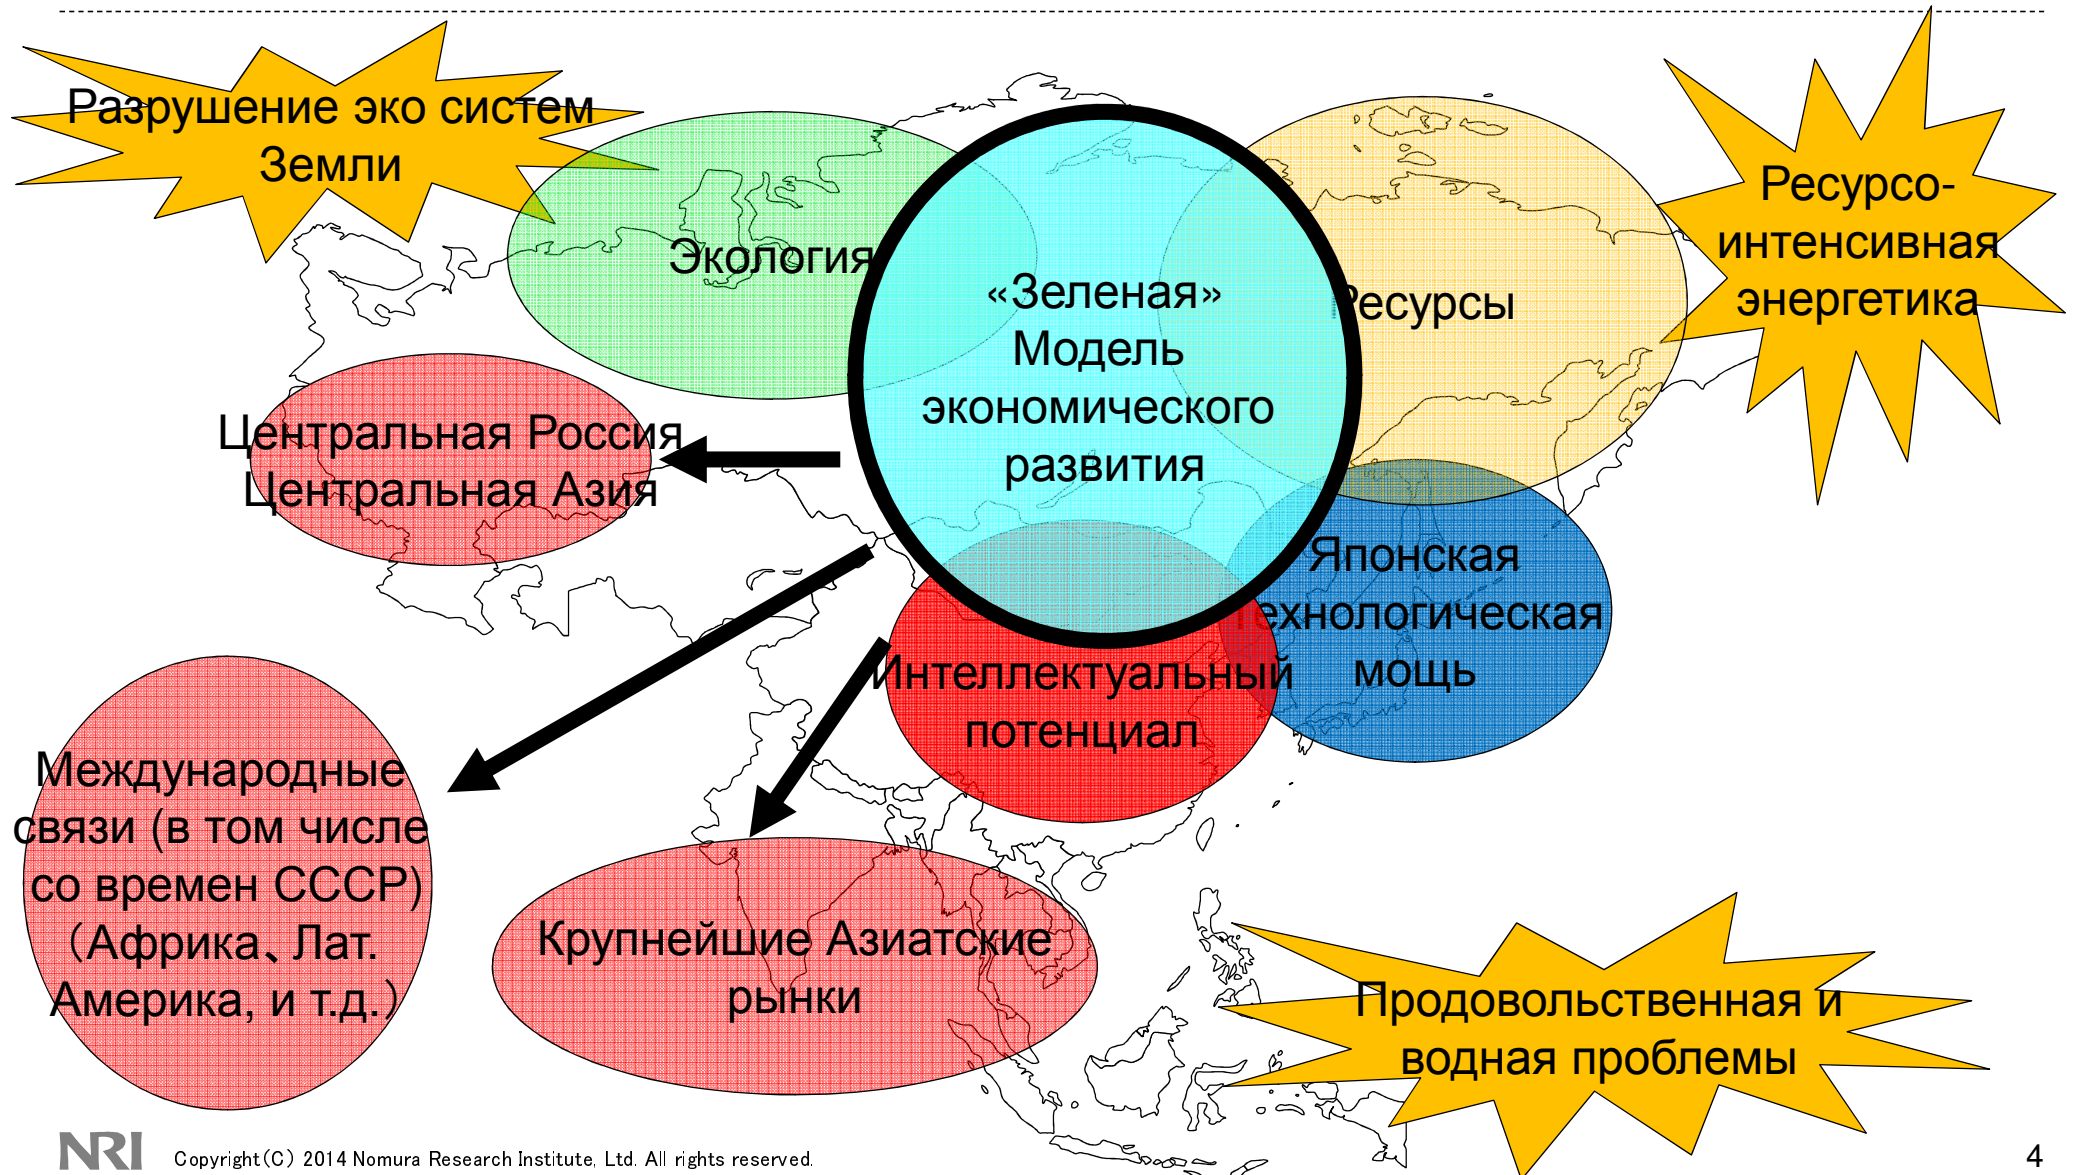 Разрушение эко систем
Земли
Ресурсо-
интенсивная
энергетика
Экология
«Зеленая»
Модель
экономического
развития
Ресурсы
Центральная Россия
Центральная Азия
Японская
технологическая
мощь
Интеллектуальный
потенциал
Международные
связи (в том числе
со времен СССР)
（Африка、Лат.
Америка, и т.д.）
Крупнейшие Азиатские
рынки
Продовольственная и
водная проблемы
NRI
Copyright(C) 2014 Nomura Research Institute, Ltd. All rights reserved.
4